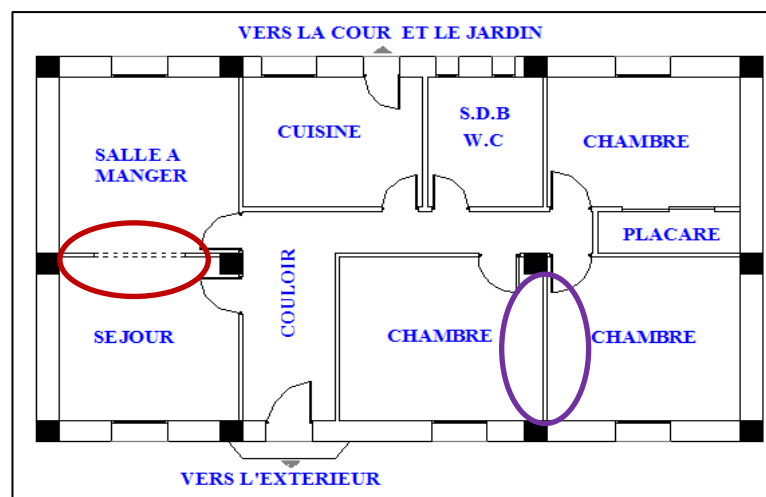 VERS LA COUR ET LE JARDIN
S.D.B
W.C
CUISINE
CHAMBRE
SALLE A
MANGER
PLACARE
COULOIR
SEJOUR
CHAMBRE
CHAMBRE
VERS L'EXTERIEUR